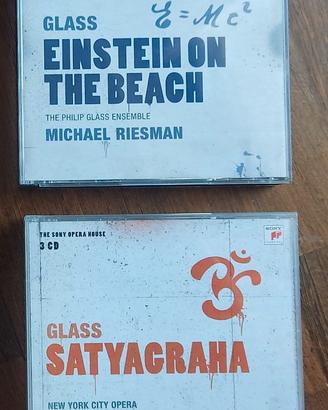 E=Mc²
GLASS
EINSTEIN ON
THE BEACH
THE PHILIP GLASS ENSEMBLE
MICHAEL RIESMAN
THE SONY OPERA HOUSE
3 CD
SONY
ॐ
GLASS
SATYAGRAHA
NEW YORK CITY OPERA